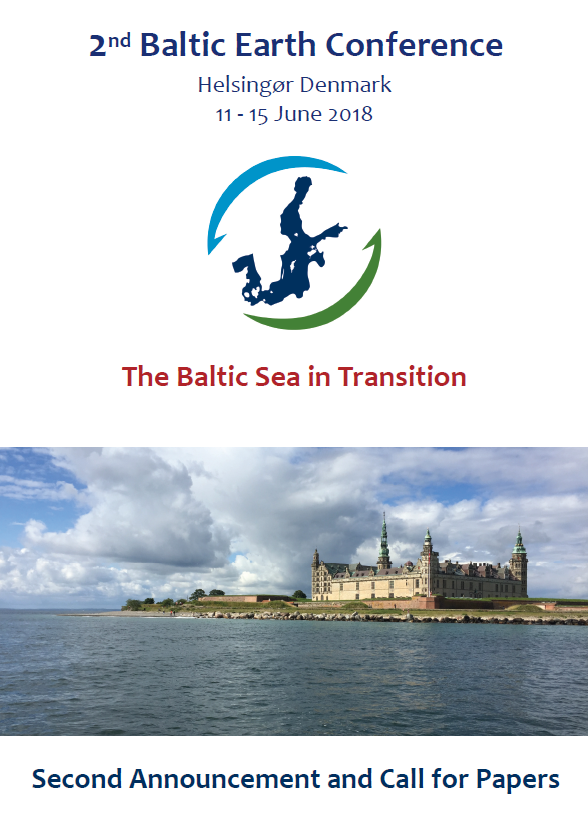 2nd Baltic Earth Conference
Helsingør Denmark
11 - 15 June 2018
The Baltic Sea in Transition
Second Announcement and Call for Papers